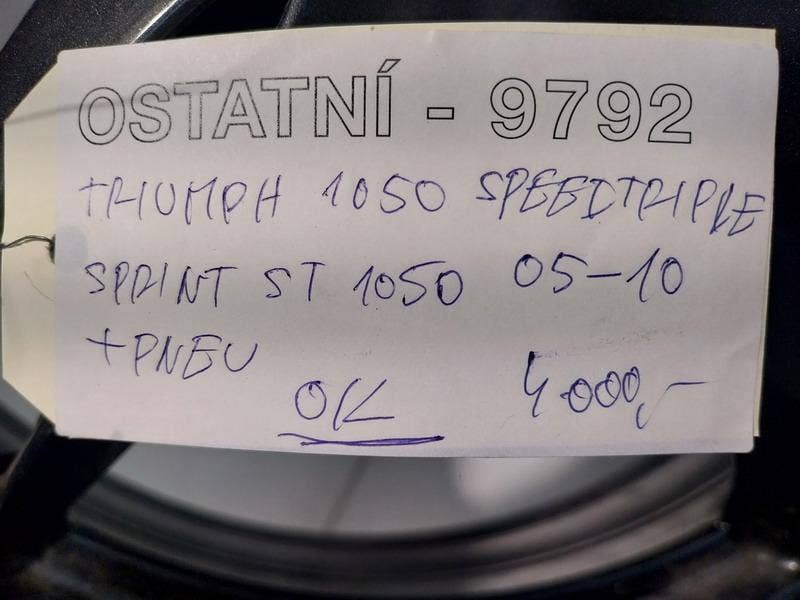 OSTATNÍ - 9792
TRIUMPH 1050 SPEEDTRIPLE
SPRINT ST 1050 05-10
+PNEU
OK 4000,-